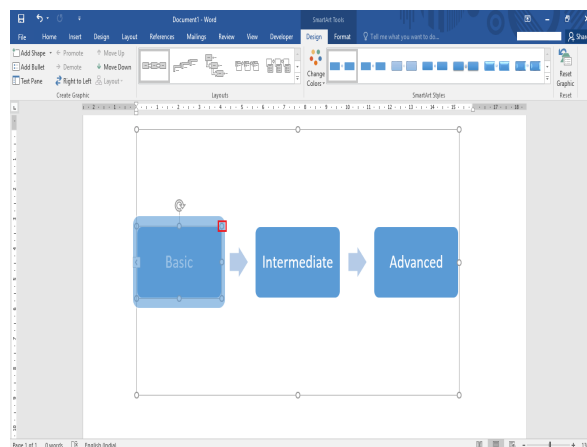 Document1 - Word
SmartArt Tools
File Home Insert Design Layout References Mailings Review View Developer Design Format Tell me what you want to do... Shar
Add Shape Promote Move Up
Add Bullet Demote Move Down
Text Pane Right to Left Layout
Create Graphic
Layouts
Change
Colors
SmartArt Styles
Reset
Graphic
Reset
Basic
Intermediate
Advanced
Page 1 of 1 0 words English (India)